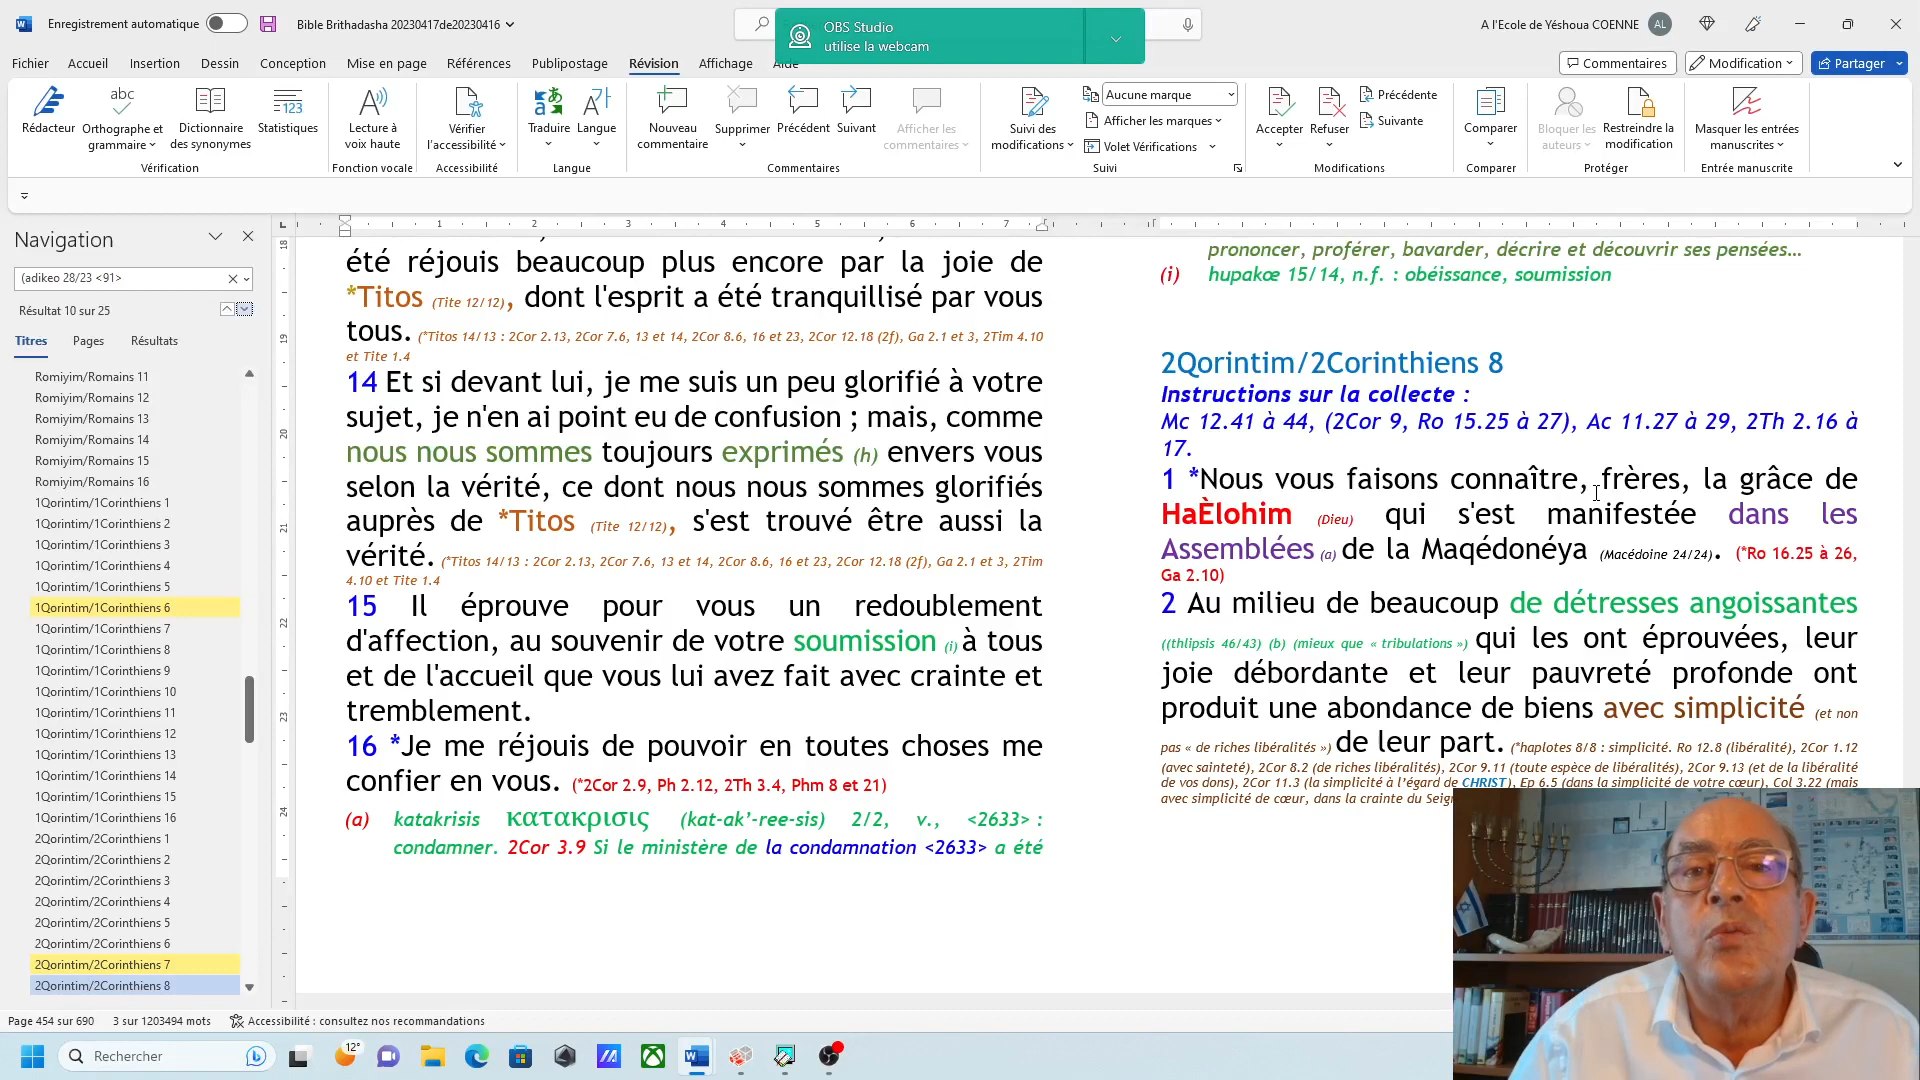 Enregistrement automatique
Bible Brithadasha 20230417de20230416
OBS Studio
utilise la webcam
A l'Ecole de Yéshoua COENNE
AL
Fichier Accueil Insertion Dessin Conception Mise en page Références Publipostage Révision Affichage Aide
Commentaires
Modification
Partager
Rédacteur
Orthographe et
grammaire
Dictionnaire
des synonymes
Statistiques
Lecture à
voix haute
Vérifier
l'accessibilité
Traduire
Langue
Nouveau
commentaire
Supprimer
Précédent
Suivant
Afficher les
commentaires
Suivi des
modifications
Aucune marque
Afficher les marques
Volet Vérifications
Accepter
Refuser
Précédente
Suivante
Comparer
Bloquer les
auteurs
Restreindre la
modification
Masquer les entrées
manuscrites
Vérification
Fonction vocale
Accessibilité
Langue
Commentaires
Suivi
Modifications
Comparer
Protéger
Entrée manuscrite
Navigation
(adikeo 28/23 <91>
Résultat 10 sur 25
Titres Pages Résultats
Romiyim/Romains 11
Romiyim/Romains 12
Romiyim/Romains 13
Romiyim/Romains 14
Romiyim/Romains 15
Romiyim/Romains 16
1Qorintim/1Corinthiens 1
1Qorintim/1Corinthiens 2
1Qorintim/1Corinthiens 3
1Qorintim/1Corinthiens 4
1Qorintim/1Corinthiens 5
1Qorintim/1Corinthiens 6
1Qorintim/1Corinthiens 7
1Qorintim/1Corinthiens 8
1Qorintim/1Corinthiens 9
1Qorintim/1Corinthiens 10
1Qorintim/1Corinthiens 11
1Qorintim/1Corinthiens 12
1Qorintim/1Corinthiens 13
1Qorintim/1Corinthiens 14
1Qorintim/1Corinthiens 15
1Qorintim/1Corinthiens 16
2Qorintim/2Corinthiens 1
2Qorintim/2Corinthiens 2
2Qorintim/2Corinthiens 3
2Qorintim/2Corinthiens 4
2Qorintim/2Corinthiens 5
2Qorintim/2Corinthiens 6
2Qorintim/2Corinthiens 7
2Qorintim/2Corinthiens 8
été réjouis beaucoup plus encore par la joie de
*Titos (Tite 12/12), dont l'esprit a été tranquillisé par vous
tous. (*Titos 14/13 : 2Cor 2.13, 2Cor 7.6, 13 et 14, 2Cor 8.6, 16 et 23, 2Cor 12.18 (2f), Ga 2.1 et 3, 2Tim 4.10
et Tite 1.4
14 Et si devant lui, je me suis un peu glorifié à votre
sujet, je n'en ai point eu de confusion ; mais, comme
nous nous sommes toujours exprimés (h) envers vous
selon la vérité, ce dont nous nous sommes glorifiés
auprès de *Titos (Tite 12/12), s'est trouvé être aussi la
vérité. (*Titos 14/13 : 2Cor 2.13, 2Cor 7.6, 13 et 14, 2Cor 8.6, 16 et 23, 2Cor 12.18 (2f), Ga 2.1 et 3, 2Tim
4.10 et Tite 1.4
15 Il éprouve pour vous un redoublement
d'affection, au souvenir de votre soumission (i) à tous
et de l'accueil que vous lui avez fait avec crainte et
tremblement.
16 *Je me réjouis de pouvoir en toutes choses me
confier en vous. (*2Cor 2.9, Ph 2.12, 2Th 3.4, Phm 8 et 21)
(a) katakrisis κατακρισις (kat-ak'-ree-sis) 2/2, v., <2633> :
condamner. 2Cor 3.9 Si le ministère de la condamnation <2633> a été
prononcer, proférer, bavarder, décrire et découvrir ses pensées…
(i) hupakœ 15/14, n.f. : obéissance, soumission
2Qorintim/2Corinthiens 8
Instructions sur la collecte :
Mc 12.41 à 44, (2Cor 9, Ro 15.25 à 27), Ac 11.27 à 29, 2Th 2.16 à
17.
1 *Nous vous faisons connaître, frères, la grâce de
HaÈlohim (Dieu) qui s'est manifestée dans les
Assemblées (a) de la Maqédonéya (Macédoine 24/24). (*Ro 16.25 à 26,
Ga 2.10)
2 Au milieu de beaucoup de détresses angoissantes
((thlipsis 46/43) (b) (mieux que « tribulations ») qui les ont éprouvées, leur
joie débordante et leur pauvreté profonde ont
produit une abondance de biens avec simplicité (et non
pas « de riches libéralités ») de leur part. (*haplotes 8/8 : simplicité. Ro 12.8 (libéralité), 2Cor 1.12
(avec sainteté), 2Cor 8.2 (de riches libéralités), 2Cor 9.11 (toute espèce de libéralités), 2Cor 9.13 (et de la libéralité
de vos dons), 2Cor 11.3 (la simplicité à l'égard de CHRIST), Ep 6.5 (dans la simplicité de votre cœur), Col 3.22 (mais
avec simplicité de cœur, dans la crainte du Seig
Page 454 sur 690
3 sur 1203494 mots
Accessibilité : consultez nos recommandations
Rechercher
12°